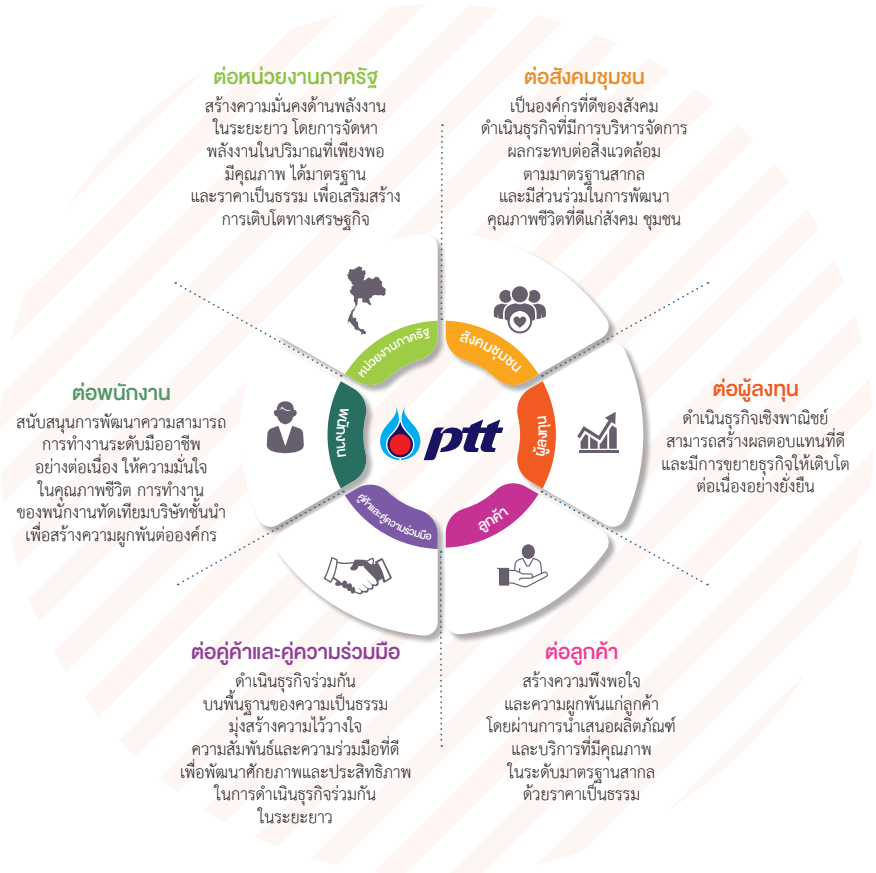 ต่อหน่วยงานภาครัฐ
สร้างความมั่นคงด้านพลังงาน
ในระยะยาว โดยการจัดหา
พลังงานในปริมาณที่เพียงพอ
มีคุณภาพ ได้มาตรฐาน
และราคาเป็นธรรม เพื่อเสริมสร้าง
การเติบโตทางเศรษฐกิจ
ต่อสังคมชุมชน
เป็นองค์กรที่ดีของสังคม
ดำเนินธุรกิจที่มีการบริหารจัดการ
ผลกระทบต่อสิ่งแวดล้อม
ตามมาตรฐานสากล
และมีส่วนร่วมในการพัฒนา
คุณภาพชีวิตที่ดีแก่สังคม ชุมชน
หน่วยงานภาครัฐ
สังคมชุมชน
ต่อพนักงาน
สนับสนุนการพัฒนาความสามารถ
การทำงานระดับมืออาชีพ
อย่างต่อเนื่อง ให้ความมั่นใจ
ในคุณภาพชีวิต การทำงาน
ของพนักงานทัดเทียมบริษัทชั้นนำ
เพื่อสร้างความผูกพันต่อองค์กร
พนักงาน
ptt
ผู้ลงทุน
ต่อผู้ลงทุน
ดำเนินธุรกิจเชิงพาณิชย์
สามารถสร้างผลตอบแทนที่ดี
และมีการขยายธุรกิจให้เติบโต
ต่อเนื่องอย่างยั่งยืน
คู่ค้าและคู่ความร่วมมือ
ลูกค้า
ต่อคู่ค้าและคู่ความร่วมมือ
ดำเนินธุรกิจร่วมกัน
บนพื้นฐานของความเป็นธรรม
มุ่งสร้างความไว้วางใจ
ความสัมพันธ์และความร่วมมือที่ดี
เพื่อพัฒนาศักยภาพและประสิทธิภาพ
ในการดำเนินธุรกิจร่วมกัน
ในระยะยาว
ต่อลูกค้า
สร้างความพึงพอใจ
และความผูกพันแก่ลูกค้า
โดยผ่านการนำเสนอผลิตภัณฑ์
และบริการที่มีคุณภาพ
ในระดับมาตรฐานสากล
ด้วยราคาเป็นธรรม